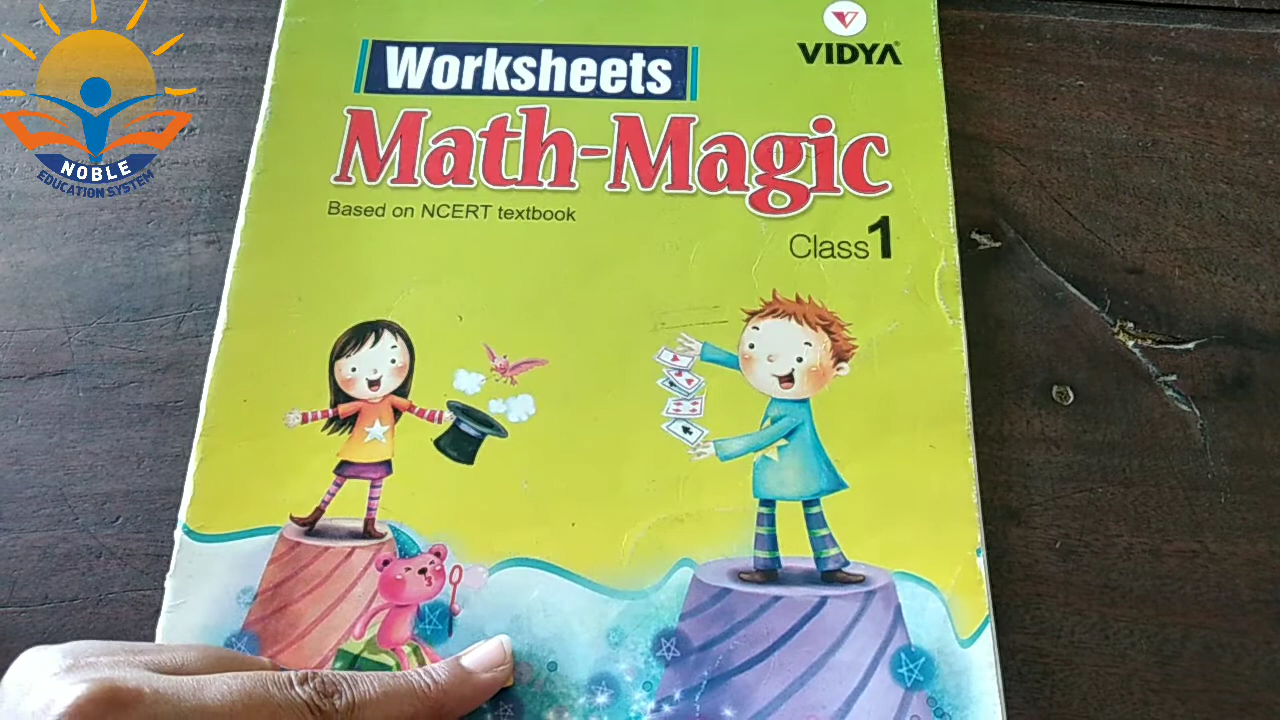 NOBLE
EDUCATION SYSTEM
VIDYA
Worksheets
Math-Magic
Based on NCERT textbook
Class 1